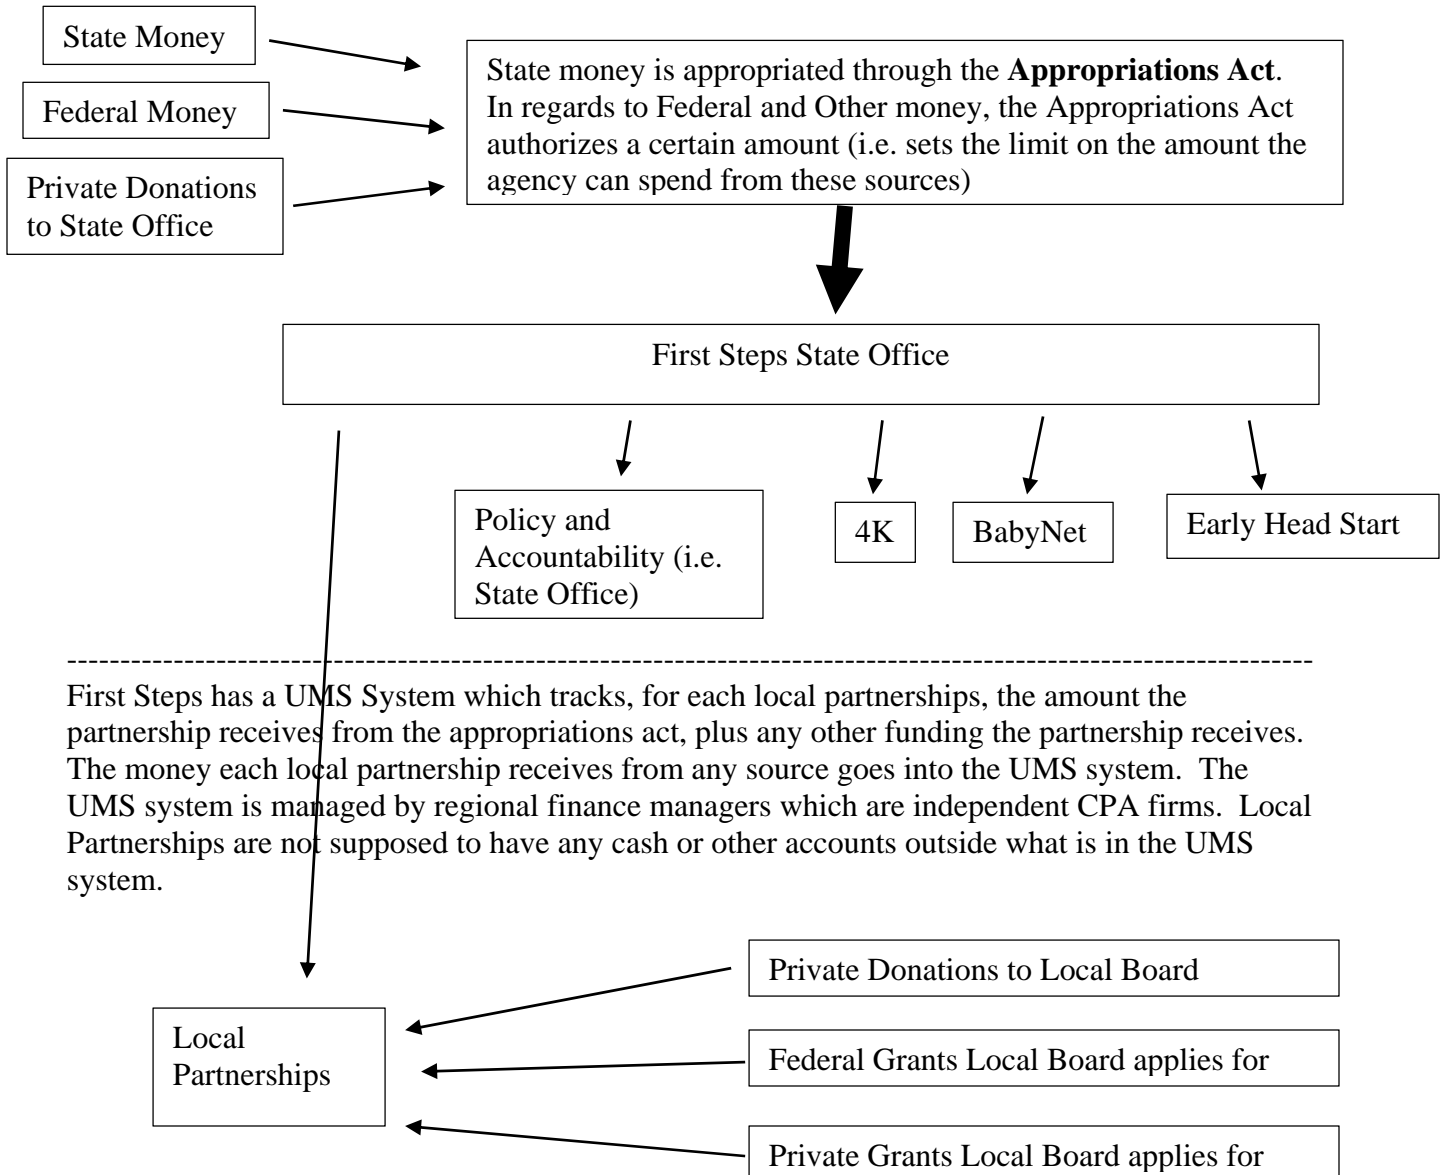 State Money
Federal Money
Private Donations
to State Office
State money is appropriated through the Appropriations Act.
In regards to Federal and Other money, the Appropriations Act
authorizes a certain amount (i.e. sets the limit on the amount the
agency can spend from these sources)
First Steps State Office
Policy and
Accountability (i.e.
State Office)
4K
BabyNet
Early Head Start
---------------------------------------------------------------------------------------------------------------------
First Steps has a UMS System which tracks, for each local partnerships, the amount the
partnership receives from the appropriations act, plus any other funding the partnership receives.
The money each local partnership receives from any source goes into the UMS system.  The
UMS system is managed by regional finance managers which are independent CPA firms.  Local
Partnerships are not supposed to have any cash or other accounts outside what is in the UMS
system.
Local
Partnerships
Private Donations to Local Board
Federal Grants Local Board applies for
Private Grants Local Board applies for